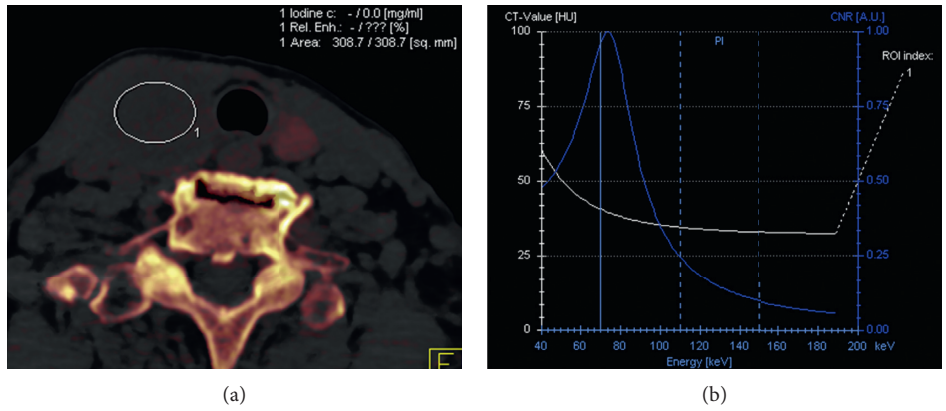 1 Iodine c: - / 0.0 [mg/ml]
1 Rel. Enh.: - / ??? [%]
1 Area: 308.7 / 308.7 [sq. mm]
1
F
(a)
CT-Value [HU]
CNR [A.U.]
PI
ROI index:
1
100
75
50
25
0
1.00
0.75
0.50
0.25
0.00
40 60 80 100 120 140 160 180 200 keV
Energy [keV]
(b)